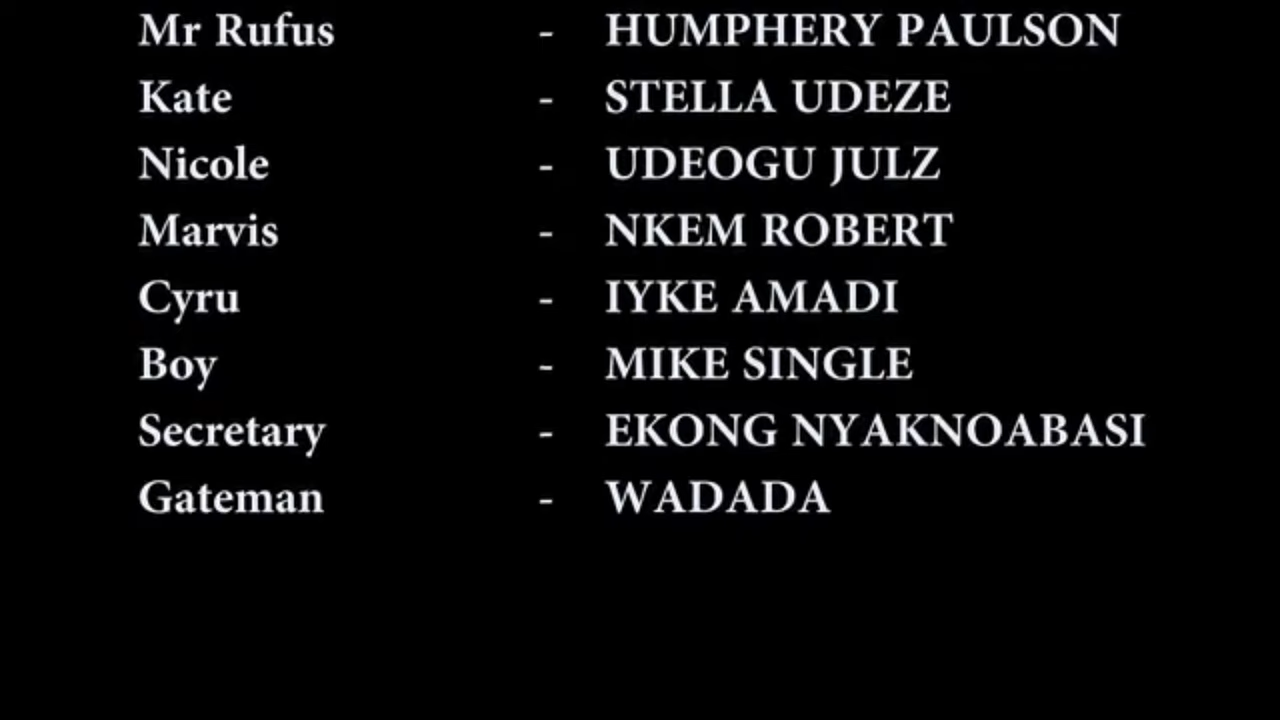 Mr Rufus - HUMPHERY PAULSON
Kate - STELLA UDEZE
Nicole - UDEOGU JULZ
Marvis - NKEM ROBERT
Cyru - IYKE AMADI
Boy - MIKE SINGLE
Secretary - EKONG NYAKNOABASI
Gateman - WADADA